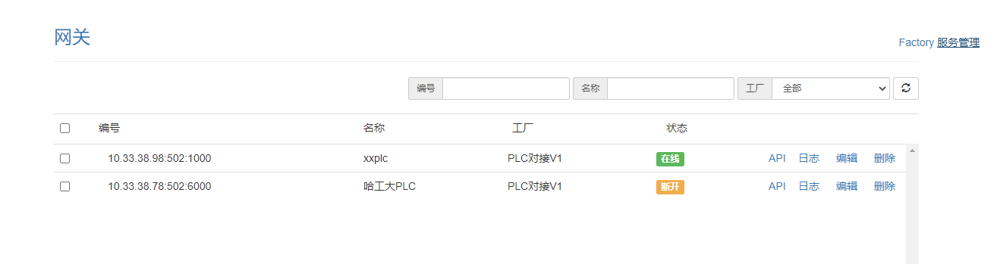 网关
Factory 服务管理
编号 名称 工厂 全部
编号 名称 工厂 状态
10.33.38.98:502:1000 xxplc PLC对接V1 在线 API 日志 编辑 删除
10.33.38.78:502:6000 哈工大PLC PLC对接V1 断开 API 日志 编辑 删除